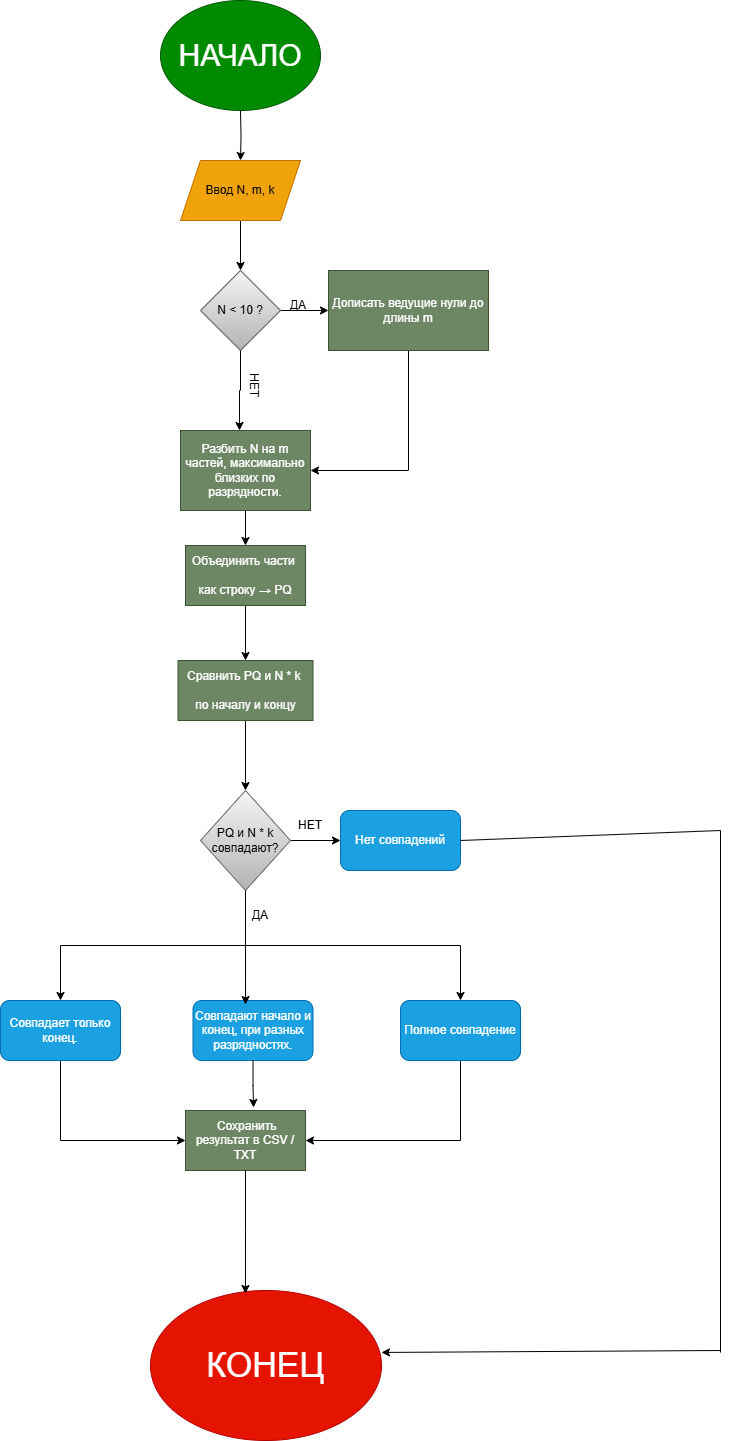 НАЧАЛО
Ввод N, m, k
N < 10 ?
ДА
Дописать ведущие нули до
длины m
НЕТ
Разбить N на m
частей, максимально
близких по
разрядности.
Объединить части
как строку → PQ
Сравнить PQ и N * k
по началу и концу
PQ и N * k
совпадают?
НЕТ
Нет совпадений
ДА
Совпадает только
конец.
Совпадают начало и
конец, при разных
разрядностях.
Полное совпадение
Сохранить
результат в CSV /
TXT
КОНЕЦ